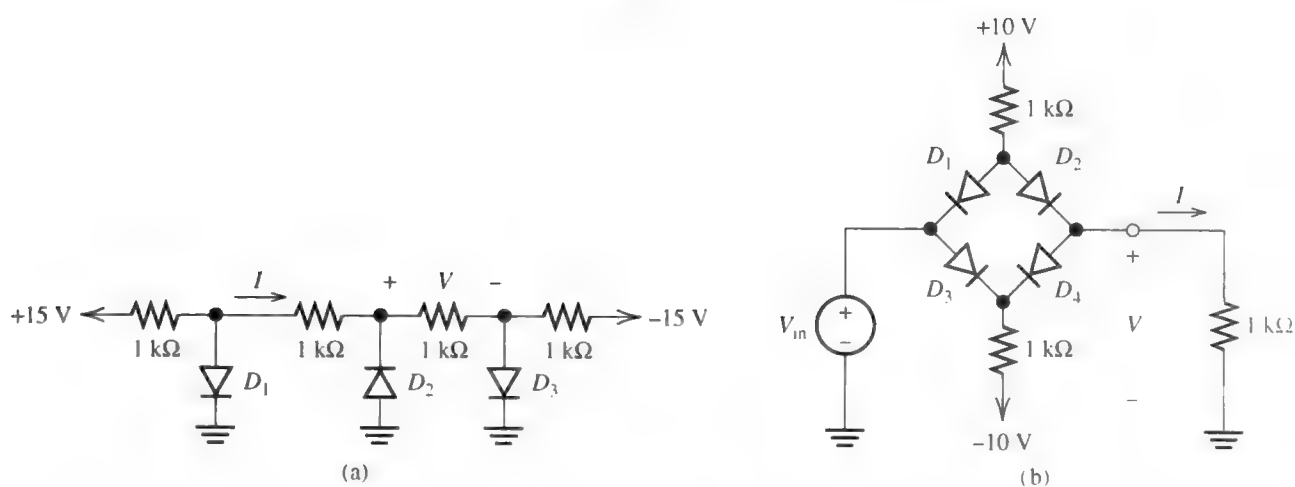 +15 V
1 kΩ
I
D₁
1 kΩ
+ V −
D₂
1 kΩ
D₃
1 kΩ
−15 V
(a)
+10 V
1 kΩ
D₁
D₂
I
D₃
D₄
Vin
+
−
1 kΩ
−10 V
+
V
−
1 kΩ
(b)